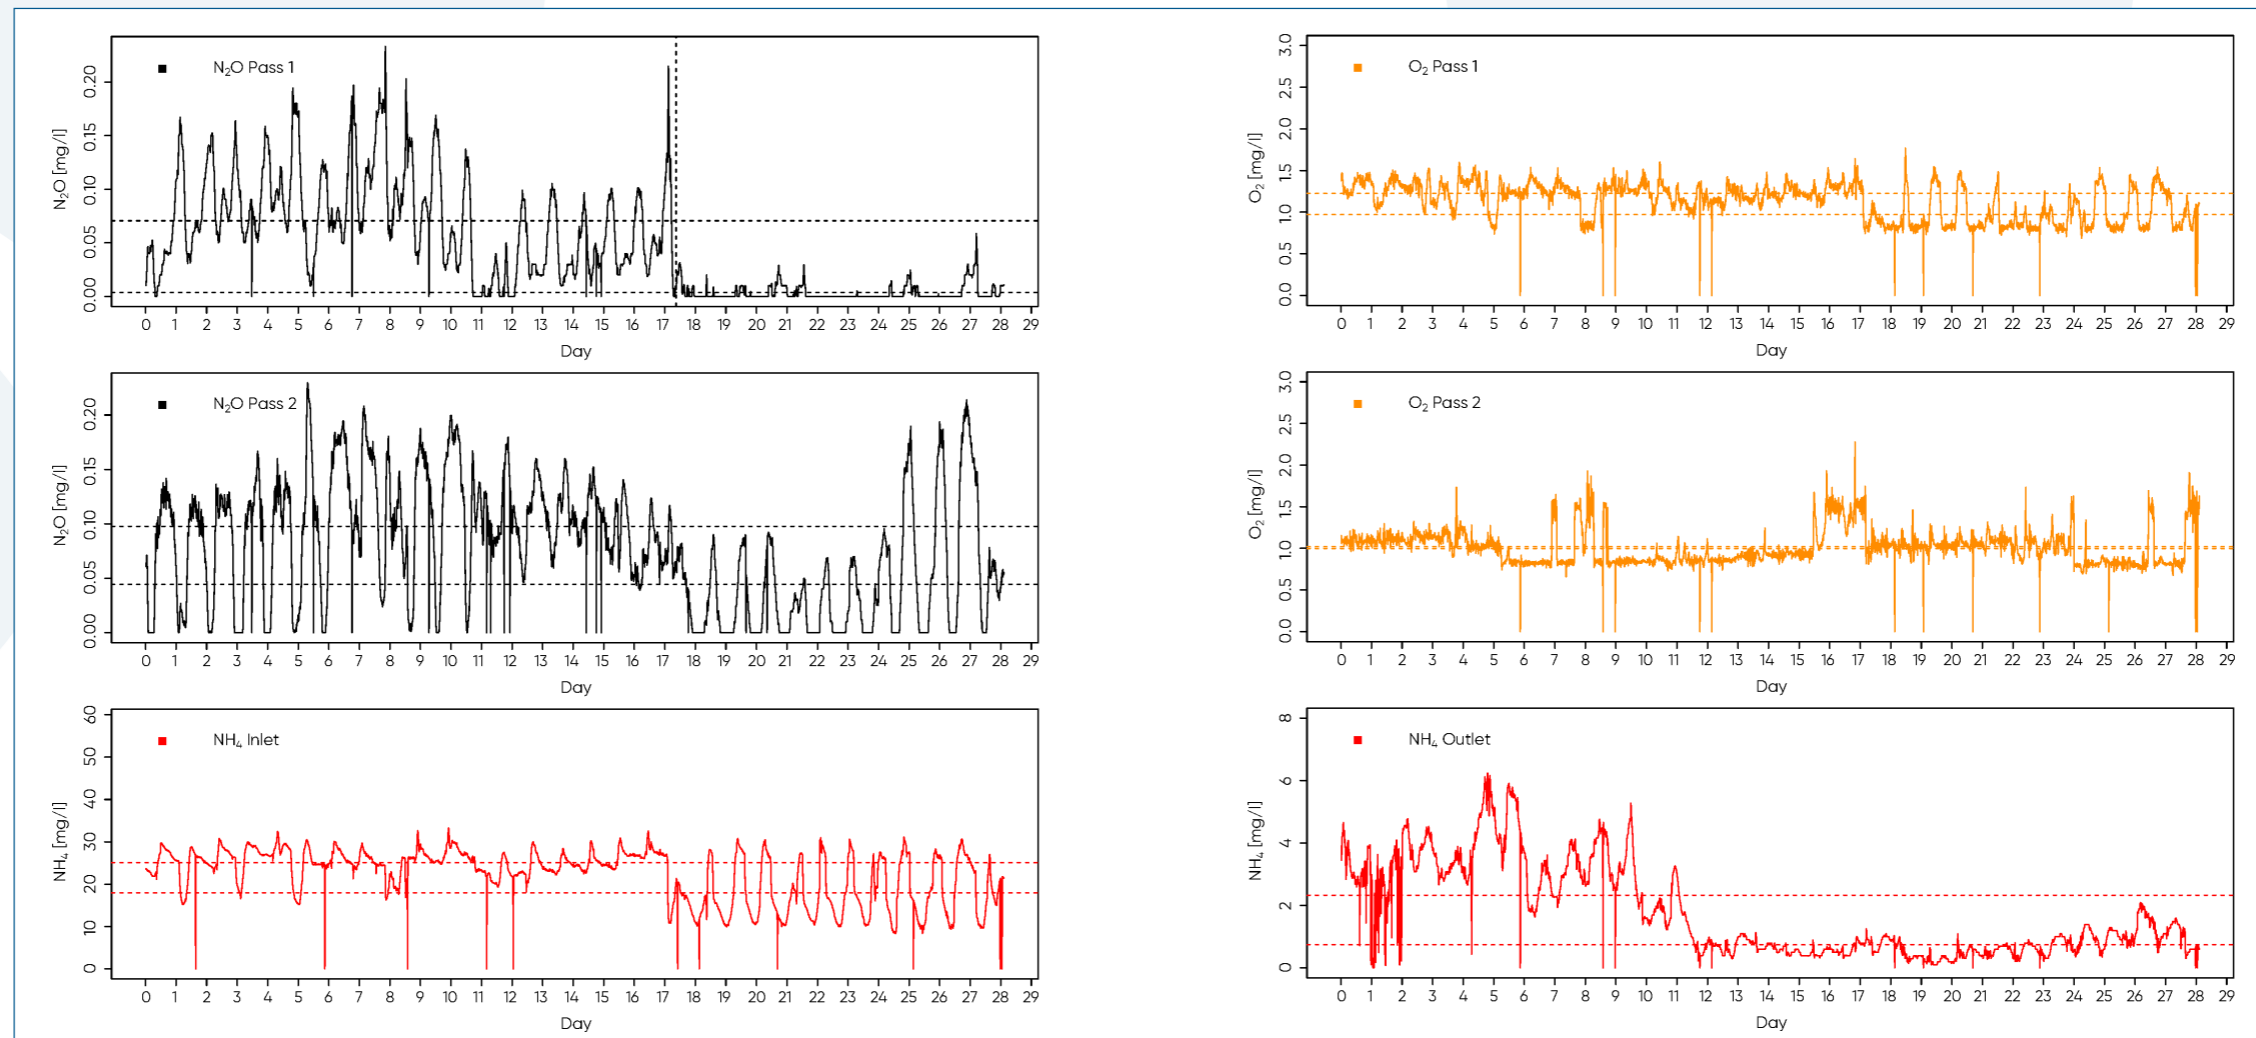 N₂O Pass 1
N₂O [mg/l]
0.00 0.05 0.10 0.15 0.20
0 1 2 3 4 5 6 7 8 9 10 11 12 13 14 15 16 17 18 19 20 21 22 23 24 25 26 27 28 29
Day
O₂ Pass 1
O₂ [mg/l]
0.0 0.5 1.0 1.5 2.0 2.5 3.0
0 1 2 3 4 5 6 7 8 9 10 11 12 13 14 15 16 17 18 19 20 21 22 23 24 25 26 27 28 29
Day
N₂O Pass 2
N₂O [mg/l]
0.00 0.05 0.10 0.15 0.20
0 1 2 3 4 5 6 7 8 9 10 11 12 13 14 15 16 17 18 19 20 21 22 23 24 25 26 27 28 29
Day
O₂ Pass 2
O₂ [mg/l]
0.0 0.5 1.0 1.5 2.0 2.5 3.0
0 1 2 3 4 5 6 7 8 9 10 11 12 13 14 15 16 17 18 19 20 21 22 23 24 25 26 27 28 29
Day
NH₄ Inlet
NH₄ [mg/l]
0 10 20 30 40 50 60
0 1 2 3 4 5 6 7 8 9 10 11 12 13 14 15 16 17 18 19 20 21 22 23 24 25 26 27 28 29
Day
NH₄ Outlet
NH₄ [mg/l]
0 2 4 6 8
0 1 2 3 4 5 6 7 8 9 10 11 12 13 14 15 16 17 18 19 20 21 22 23 24 25 26 27 28 29
Day